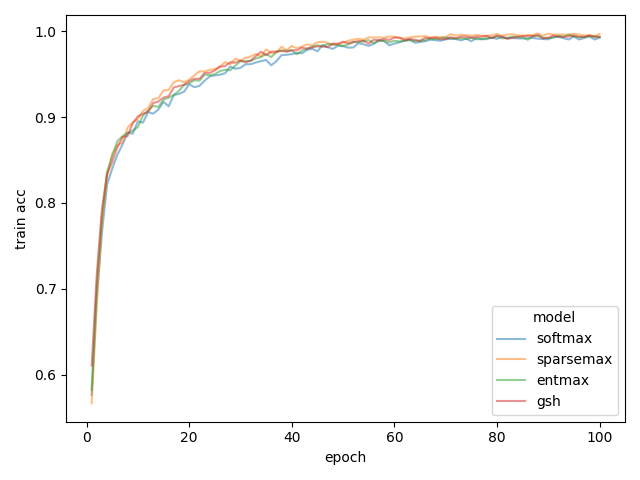 1.0
0.9
0.8
0.7
0.6
train acc
0 20 40 60 80 100
epoch
model
softmax
sparsemax
entmax
gsh